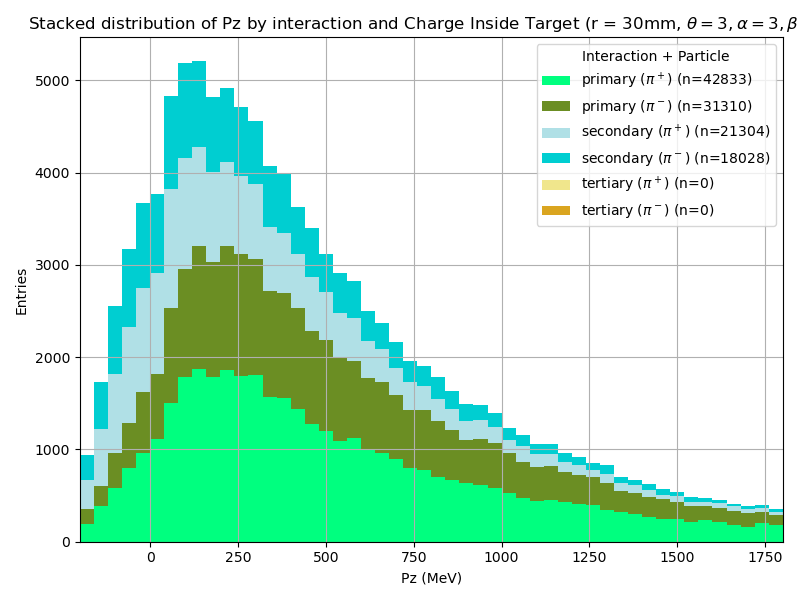 Stacked distribution of Pz by interaction and Charge Inside Target (r = 30mm, θ = 3, α = 3, β
Interaction + Particle
primary (π⁺) (n=42833)
primary (π⁻) (n=31310)
secondary (π⁺) (n=21304)
secondary (π⁻) (n=18028)
tertiary (π⁺) (n=0)
tertiary (π⁻) (n=0)
Entries
5000
4000
3000
2000
1000
0
0 250 500 750 1000 1250 1500 1750
Pz (MeV)